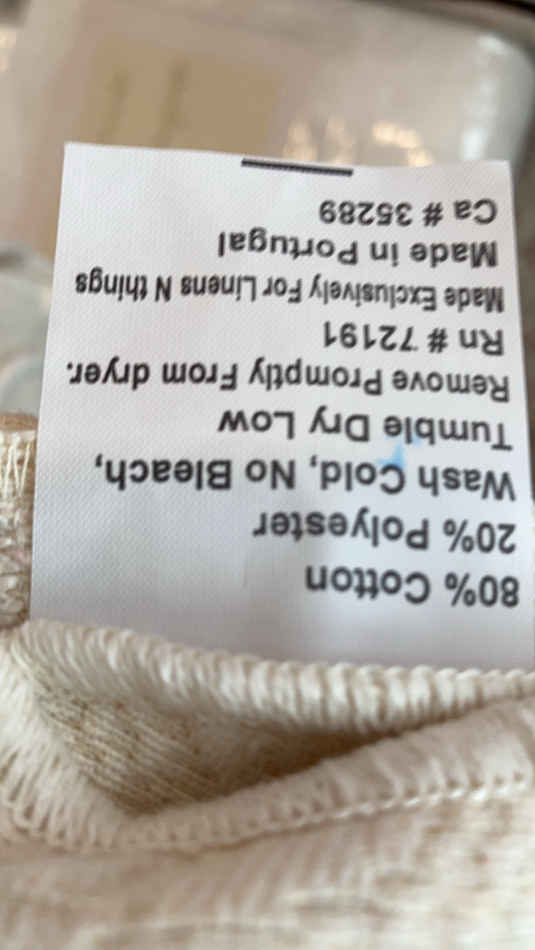 80% Cotton
20% Polyester
Wash Cold, No Bleach,
Tumble Dry Low
Remove Promptly From dryer.
Rn # 72191
Made Exclusively For Linens N things
Made in Portugal
Ca # 35289